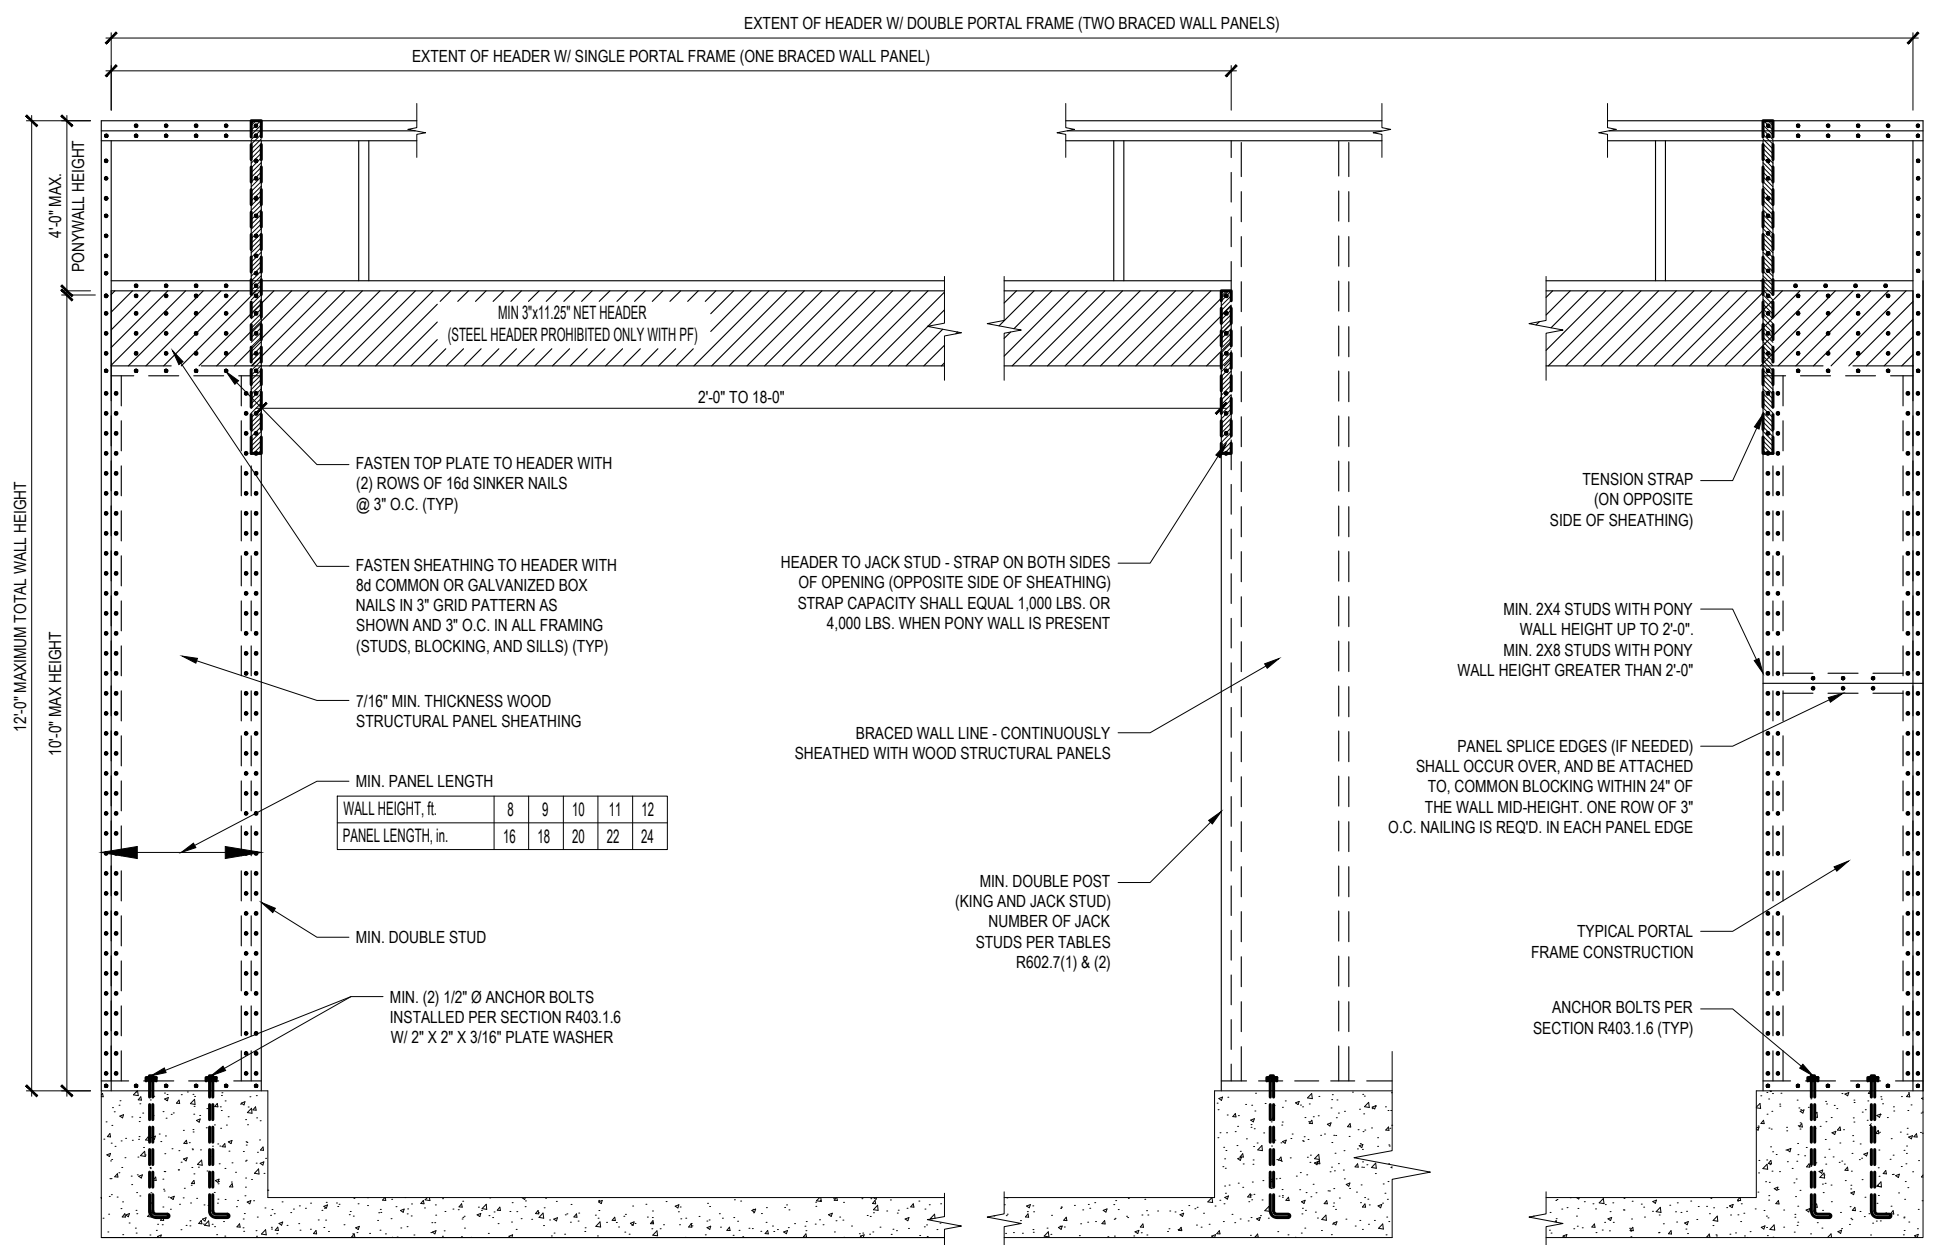 EXTENT OF HEADER W/ DOUBLE PORTAL FRAME (TWO BRACED WALL PANELS)
EXTENT OF HEADER W/ SINGLE PORTAL FRAME (ONE BRACED WALL PANEL)
12'-0" MAXIMUM TOTAL WALL HEIGHT
4'-0" MAX.
PONYWALL HEIGHT
10'-0" MAX HEIGHT
MIN 3"x11.25" NET HEADER
(STEEL HEADER PROHIBITED ONLY WITH PF)
2'-0" TO 18-0"
FASTEN TOP PLATE TO HEADER WITH
(2) ROWS OF 16d SINKER NAILS
@ 3" O.C. (TYP)
FASTEN SHEATHING TO HEADER WITH
8d COMMON OR GALVANIZED BOX
NAILS IN 3" GRID PATTERN AS
SHOWN AND 3" O.C. IN ALL FRAMING
(STUDS, BLOCKING, AND SILLS) (TYP)
7/16" MIN. THICKNESS WOOD
STRUCTURAL PANEL SHEATHING
MIN. PANEL LENGTH
WALL HEIGHT, ft. 8 9 10 11 12
PANEL LENGTH, in. 16 18 20 22 24
MIN. DOUBLE STUD
MIN. (2) 1/2" Ø ANCHOR BOLTS
INSTALLED PER SECTION R403.1.6
W/ 2" X 2" X 3/16" PLATE WASHER
HEADER TO JACK STUD - STRAP ON BOTH SIDES
OF OPENING (OPPOSITE SIDE OF SHEATHING)
STRAP CAPACITY SHALL EQUAL 1,000 LBS. OR
4,000 LBS. WHEN PONY WALL IS PRESENT
BRACED WALL LINE - CONTINUOUSLY
SHEATHED WITH WOOD STRUCTURAL PANELS
MIN. DOUBLE POST
(KING AND JACK STUD)
NUMBER OF JACK
STUDS PER TABLES
R602.7(1) & (2)
TENSION STRAP
(ON OPPOSITE
SIDE OF SHEATHING)
MIN. 2X4 STUDS WITH PONY
WALL HEIGHT UP TO 2'-0".
MIN. 2X8 STUDS WITH PONY
WALL HEIGHT GREATER THAN 2'-0"
PANEL SPLICE EDGES (IF NEEDED)
SHALL OCCUR OVER, AND BE ATTACHED
TO, COMMON BLOCKING WITHIN 24" OF
THE WALL MID-HEIGHT. ONE ROW OF 3"
O.C. NAILING IS REQ'D. IN EACH PANEL EDGE
TYPICAL PORTAL
FRAME CONSTRUCTION
ANCHOR BOLTS PER
SECTION R403.1.6 (TYP)